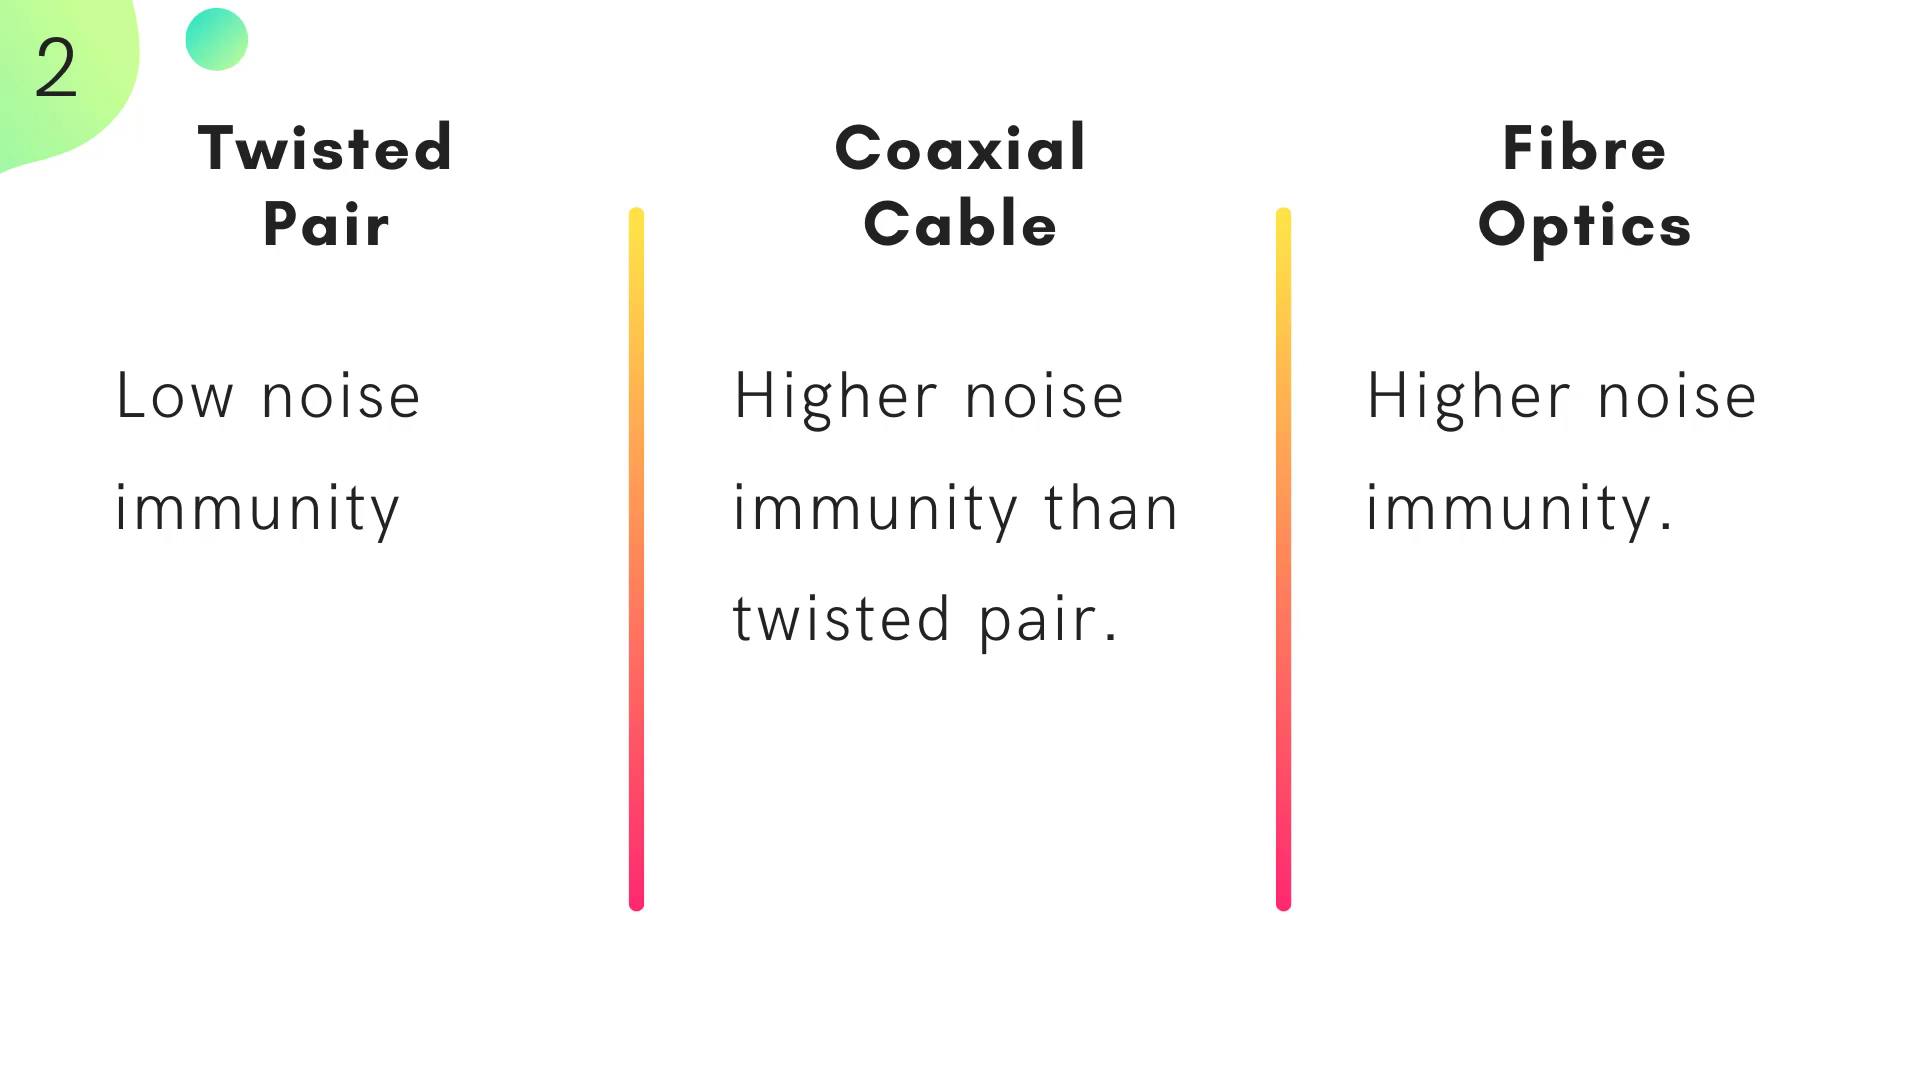 2
Twisted
Pair
Low noise
immunity
Coaxial
Cable
Higher noise
immunity than
twisted pair.
Fibre
Optics
Higher noise
immunity.